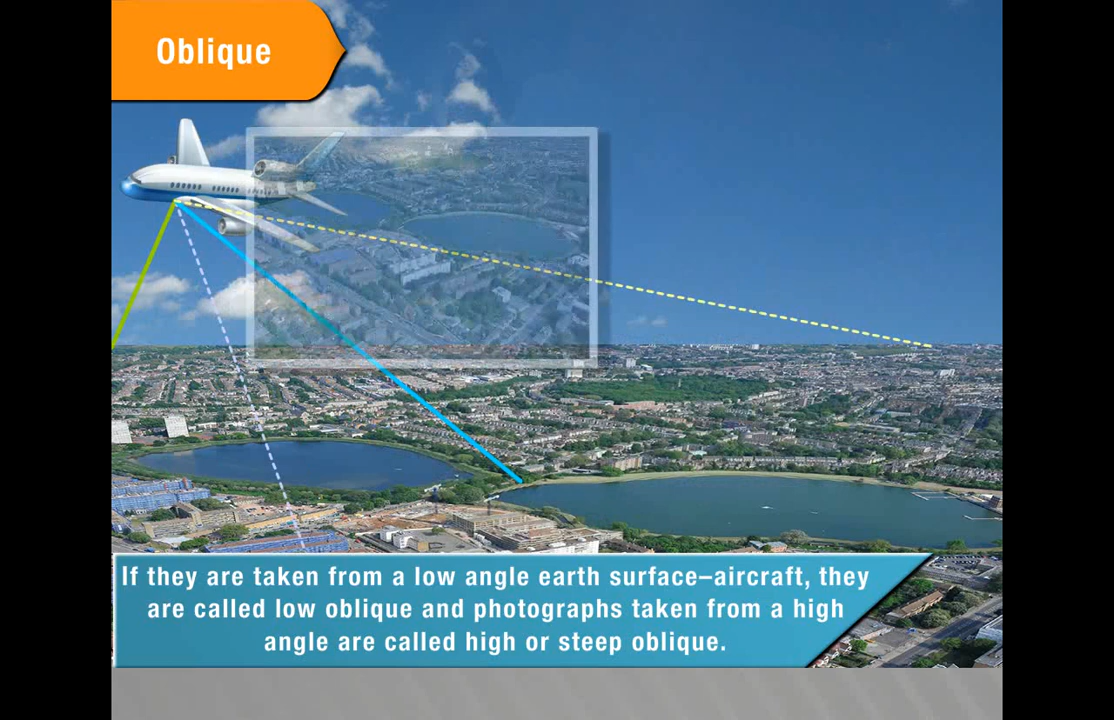 Oblique
If they are taken from a low angle earth surface–aircraft, they
are called low oblique and photographs taken from a high
angle are called high or steep oblique.